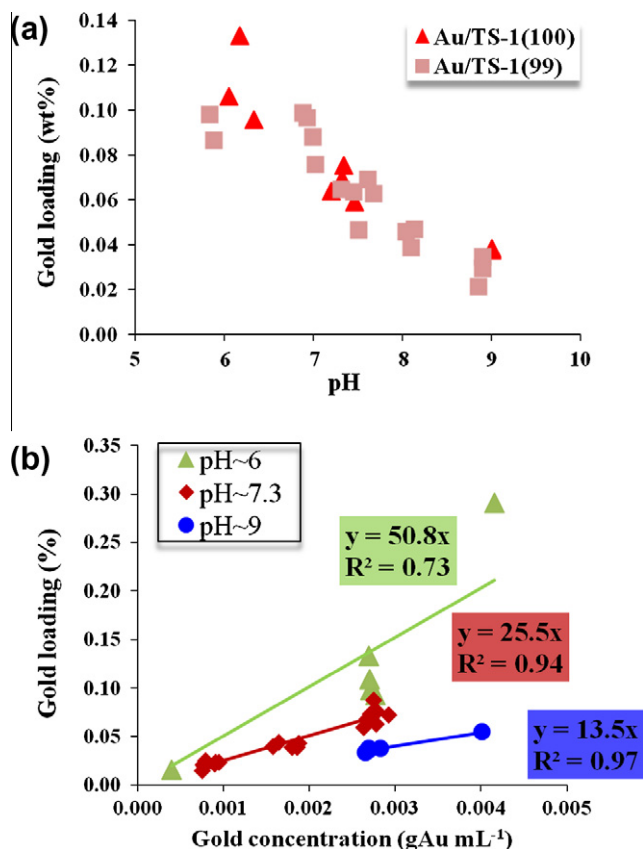 (a)
Au/TS-1(100)
Au/TS-1(99)
Gold loading (wt%)
0.14
0.12
0.10
0.08
0.06
0.04
0.02
0.00
5 6 7 8 9 10
pH
(b)
pH~6
pH~7.3
pH~9
Gold loading (%)
0.35
0.30
0.25
0.20
0.15
0.10
0.05
0.00
y = 50.8x
R² = 0.73
y = 25.5x
R² = 0.94
y = 13.5x
R² = 0.97
0.000 0.001 0.002 0.003 0.004 0.005
Gold concentration (gAu mL⁻¹)